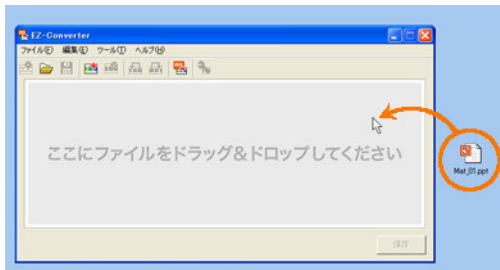 EZ-Converter
ファイル(F) 編集(E) ツール(T) ヘルプ(H)
ここにファイルをドラッグ&ドロップしてください
Mat_01.ppt
保存